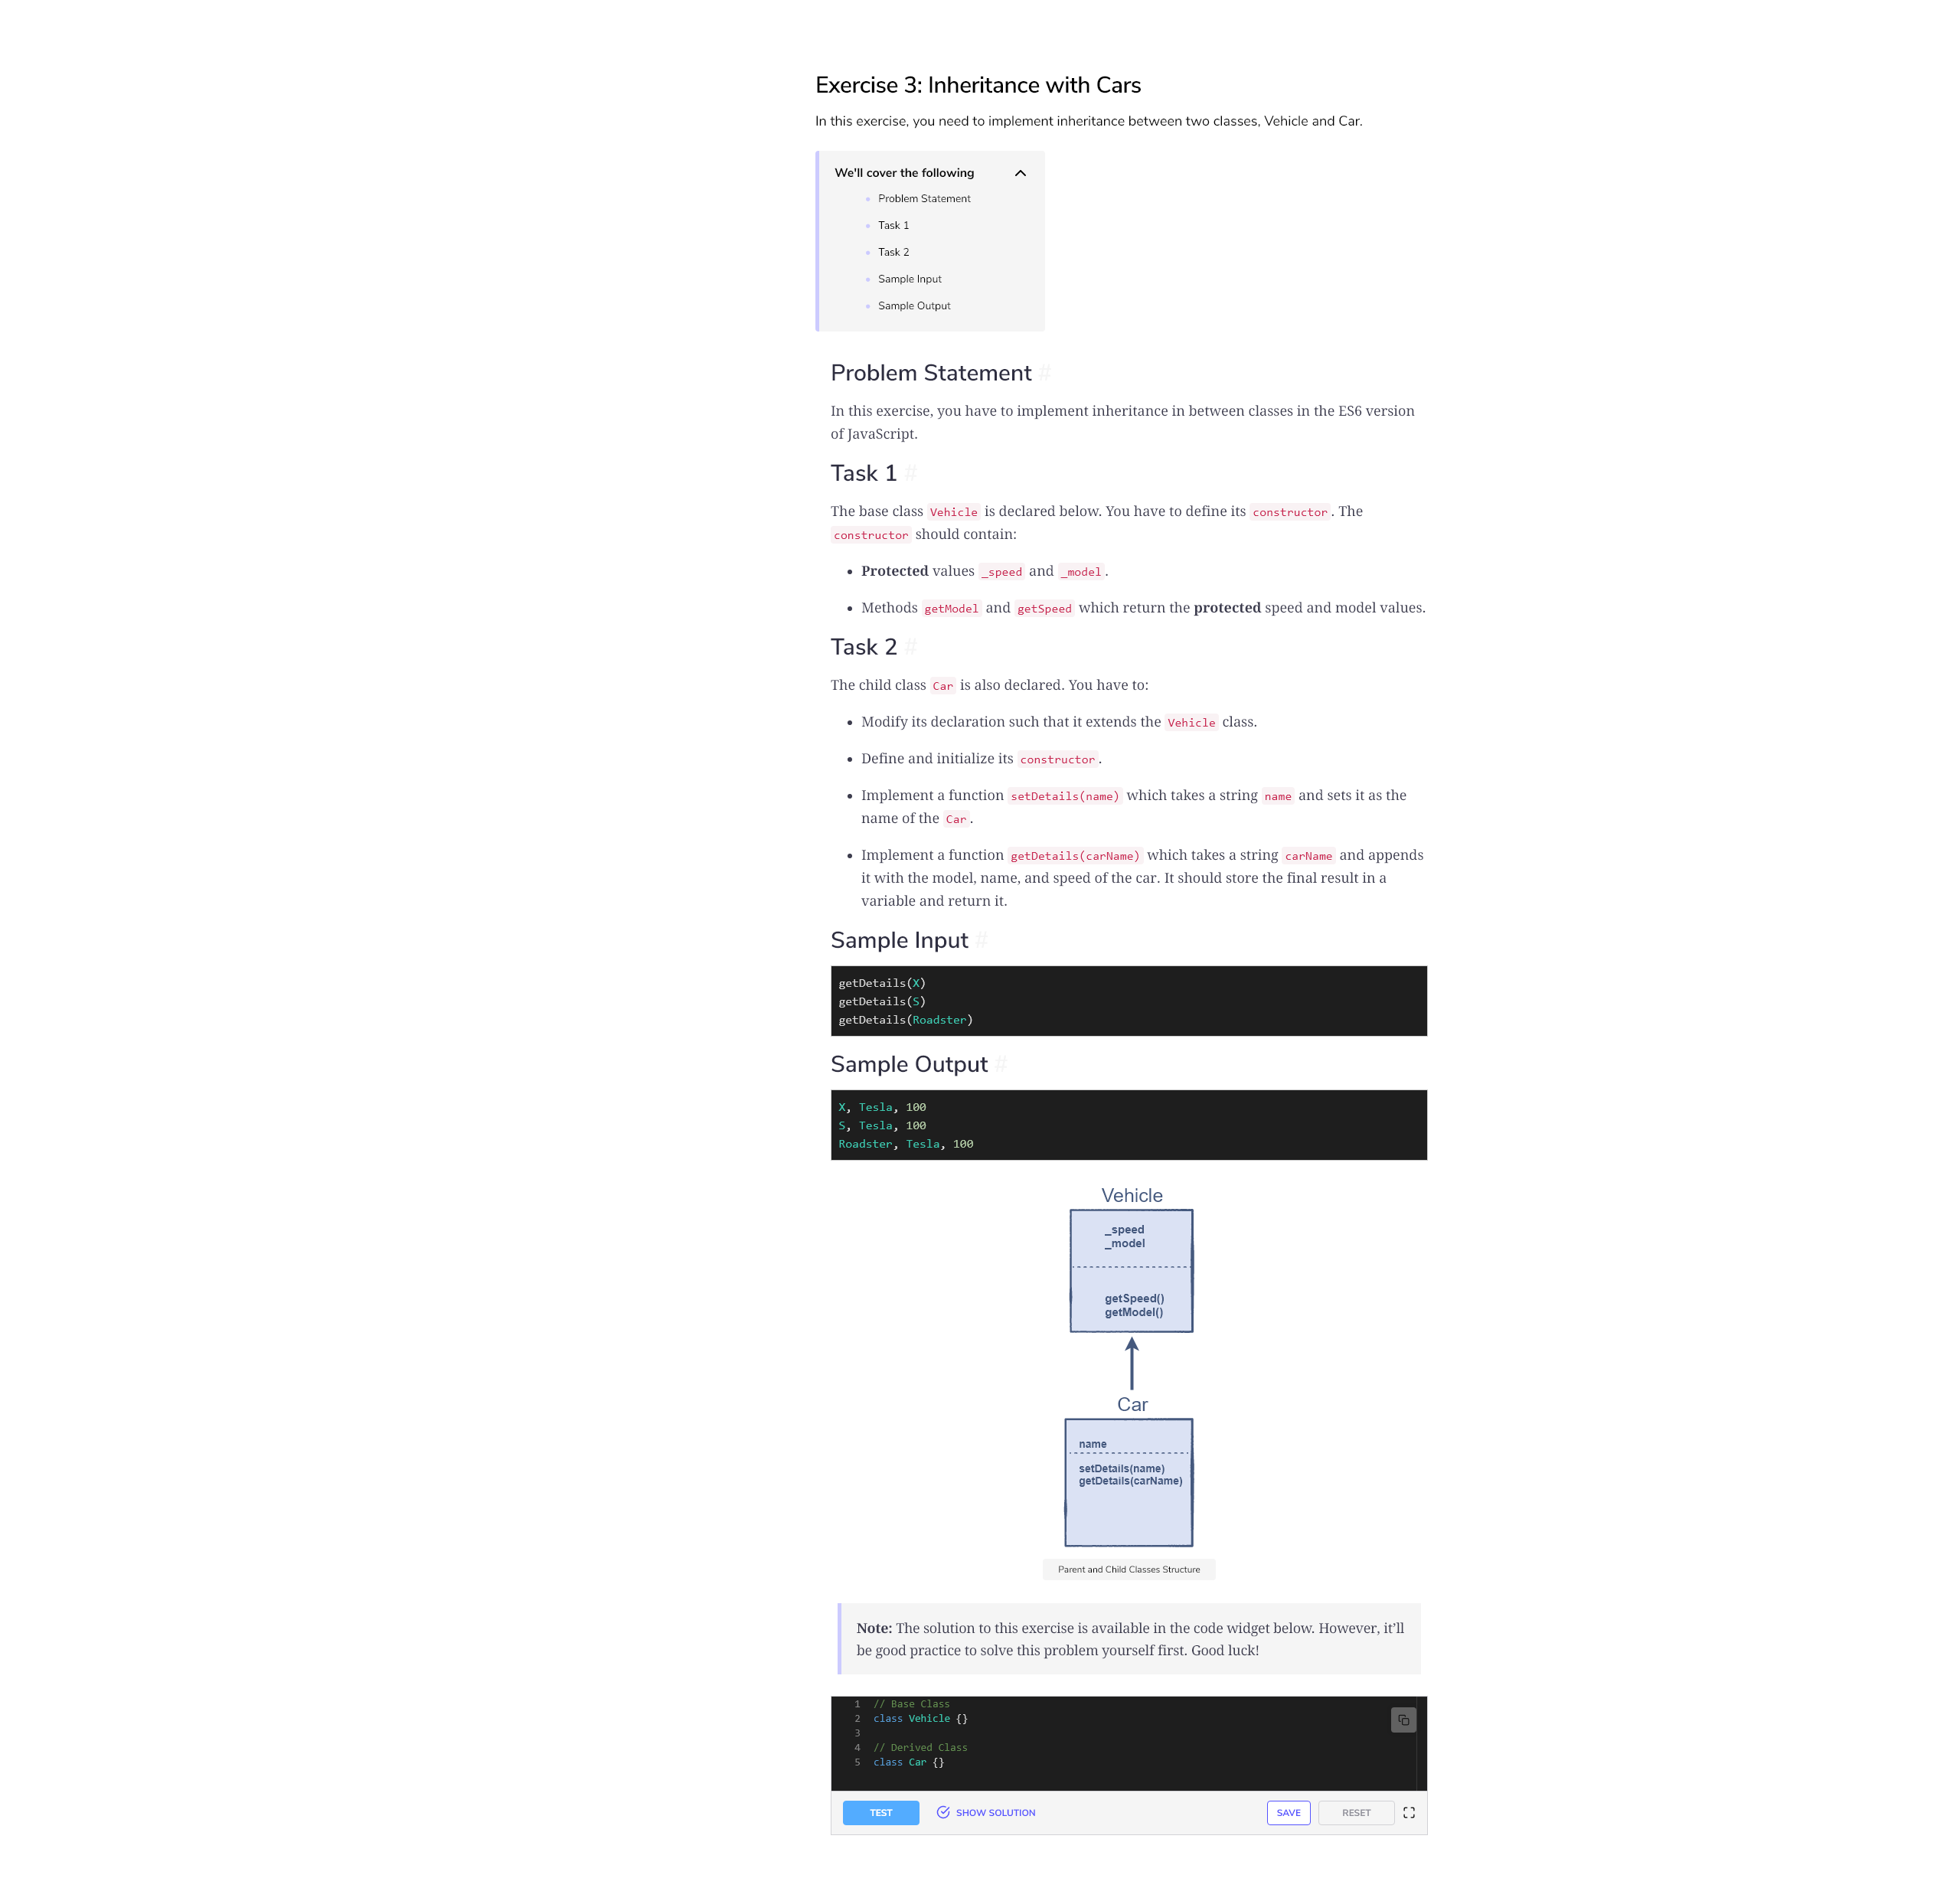 Exercise 3: Inheritance with Cars
In this exercise, you need to implement inheritance between two classes, Vehicle and Car.
We'll cover the following
Problem Statement
Task 1
Task 2
Sample Input
Sample Output
Problem Statement #
In this exercise, you have to implement inheritance in between classes in the ES6 version
of JavaScript.
Task 1 #
The base class Vehicle is declared below. You have to define its constructor. The
constructor should contain:
• Protected values _speed and _model.
• Methods getModel and getSpeed which return the protected speed and model values.
Task 2 #
The child class Car is also declared. You have to:
• Modify its declaration such that it extends the Vehicle class.
• Define and initialize its constructor.
• Implement a function setDetails(name) which takes a string name and sets it as the
name of the Car.
• Implement a function getDetails(carName) which takes a string carName and appends
it with the model, name, and speed of the car. It should store the final result in a
variable and return it.
Sample Input #
getDetails(X)
getDetails(S)
getDetails(Roadster)
Sample Output #
X, Tesla, 100
S, Tesla, 100
Roadster, Tesla, 100
Vehicle
_speed
_model
getSpeed()
getModel()
Car
name
setDetails(name)
getDetails(carName)
Parent and Child Classes Structure
Note: The solution to this exercise is available in the code widget below. However, it’ll
be good practice to solve this problem yourself first. Good luck!
1 // Base Class
2 class Vehicle {}
3
4 // Derived Class
5 class Car {}
TEST SHOW SOLUTION SAVE RESET